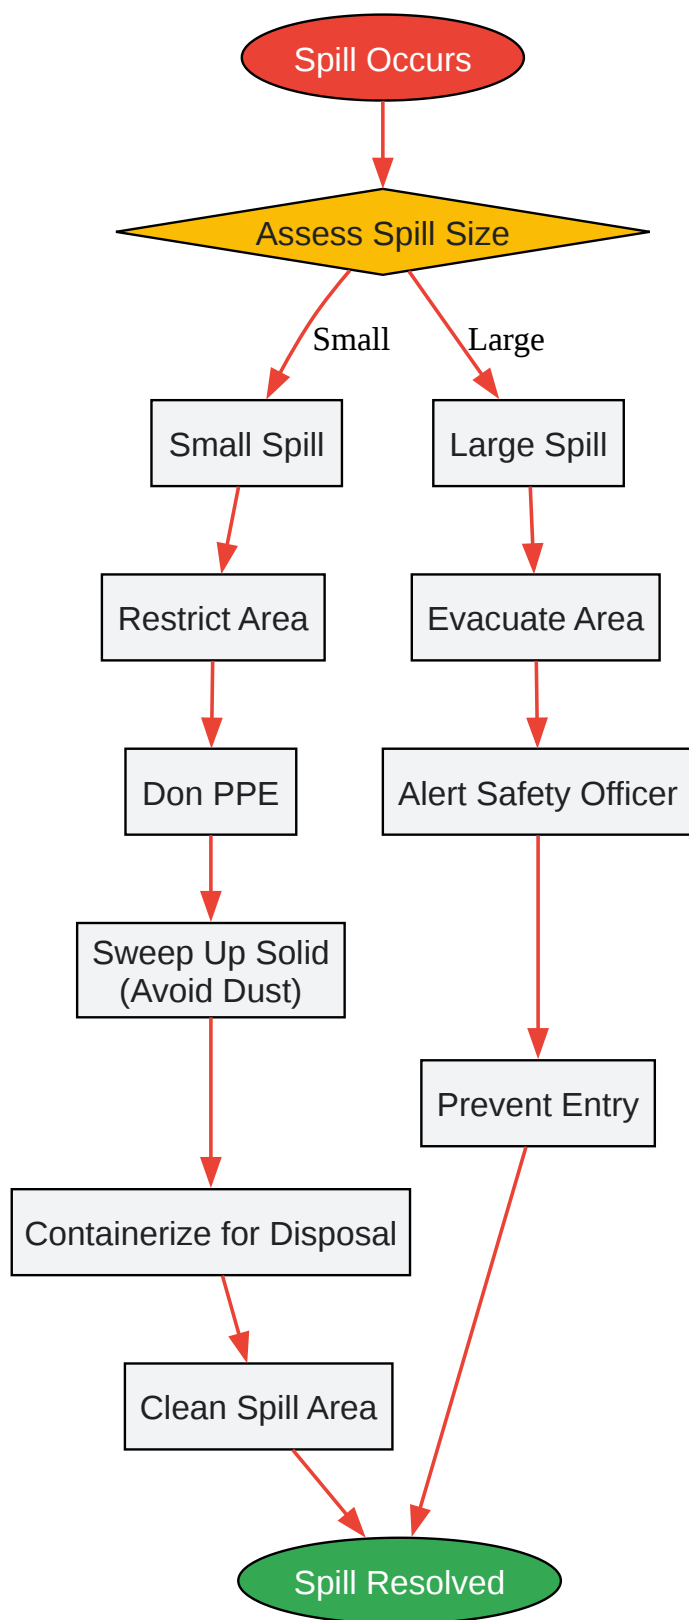 Spill Occurs
Assess Spill Size
Small
Large
Small Spill
Large Spill
Restrict Area
Evacuate Area
Don PPE
Alert Safety Officer
Sweep Up Solid
(Avoid Dust)
Prevent Entry
Containerize for Disposal
Clean Spill Area
Spill Resolved